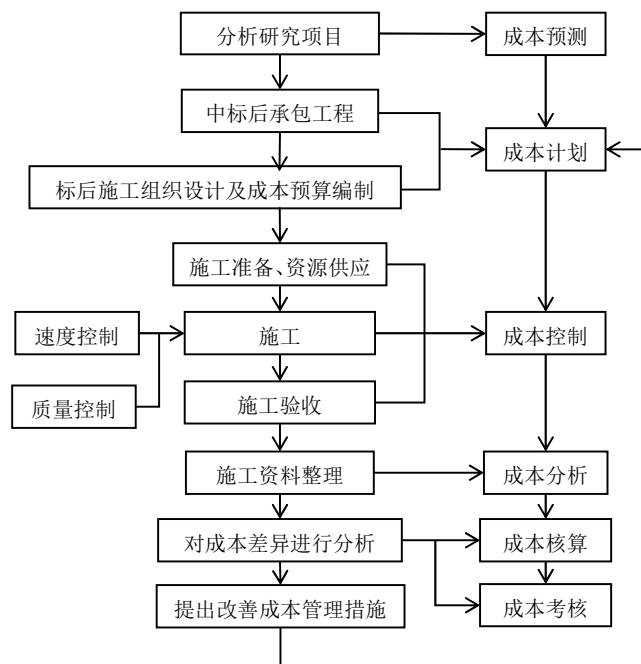 分析研究项目
成本预测
中标后承包工程
成本计划
标后施工组织设计及成本预算编制
施工准备、资源供应
速度控制
施工
成本控制
质量控制
施工验收
施工资料整理
成本分析
对成本差异进行分析
成本核算
提出改善成本管理措施
成本考核